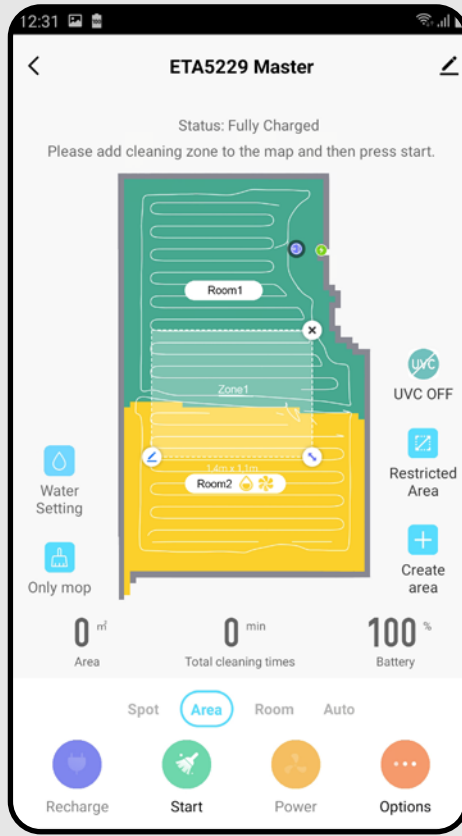 12:31
ETA5229 Master
Status: Fully Charged
Please add cleaning zone to the map and then press start.
Room1
Zone1
UVC
UVC OFF
1.4m x 1.1m
Room2
Water
Setting
Restricted
Area
Only mop
Create
area
0 ㎡
0 min
100 %
Area
Total cleaning times
Battery
Spot
Area
Room
Auto
Recharge
Start
Power
Options